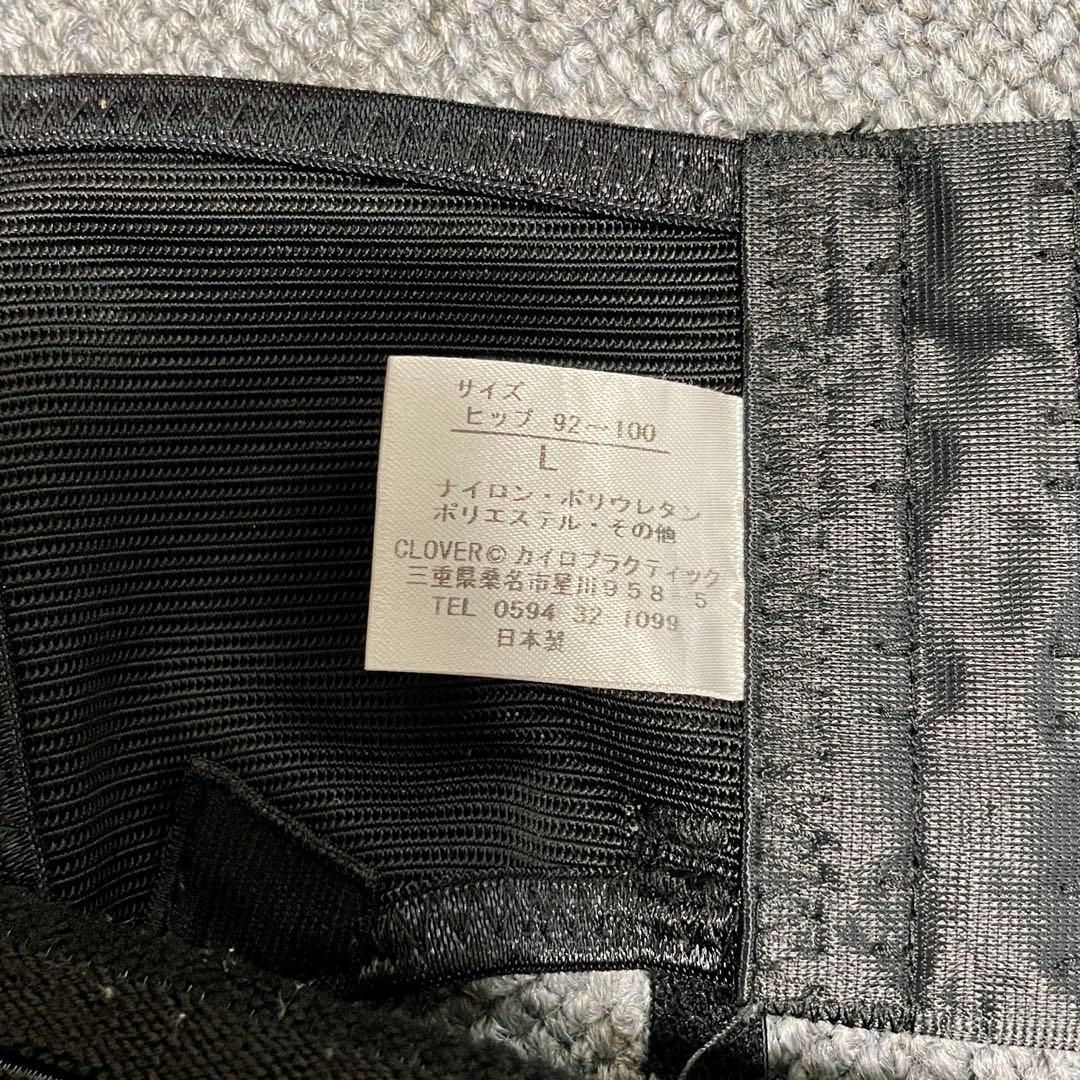 サイズ
ヒップ 92〜100
L
ナイロン・ポリウレタン
ポリエステル・その他
CLOVER© カイロプラクティック
三重県桑名市星川958-5
TEL 0594 32 1099
日本製